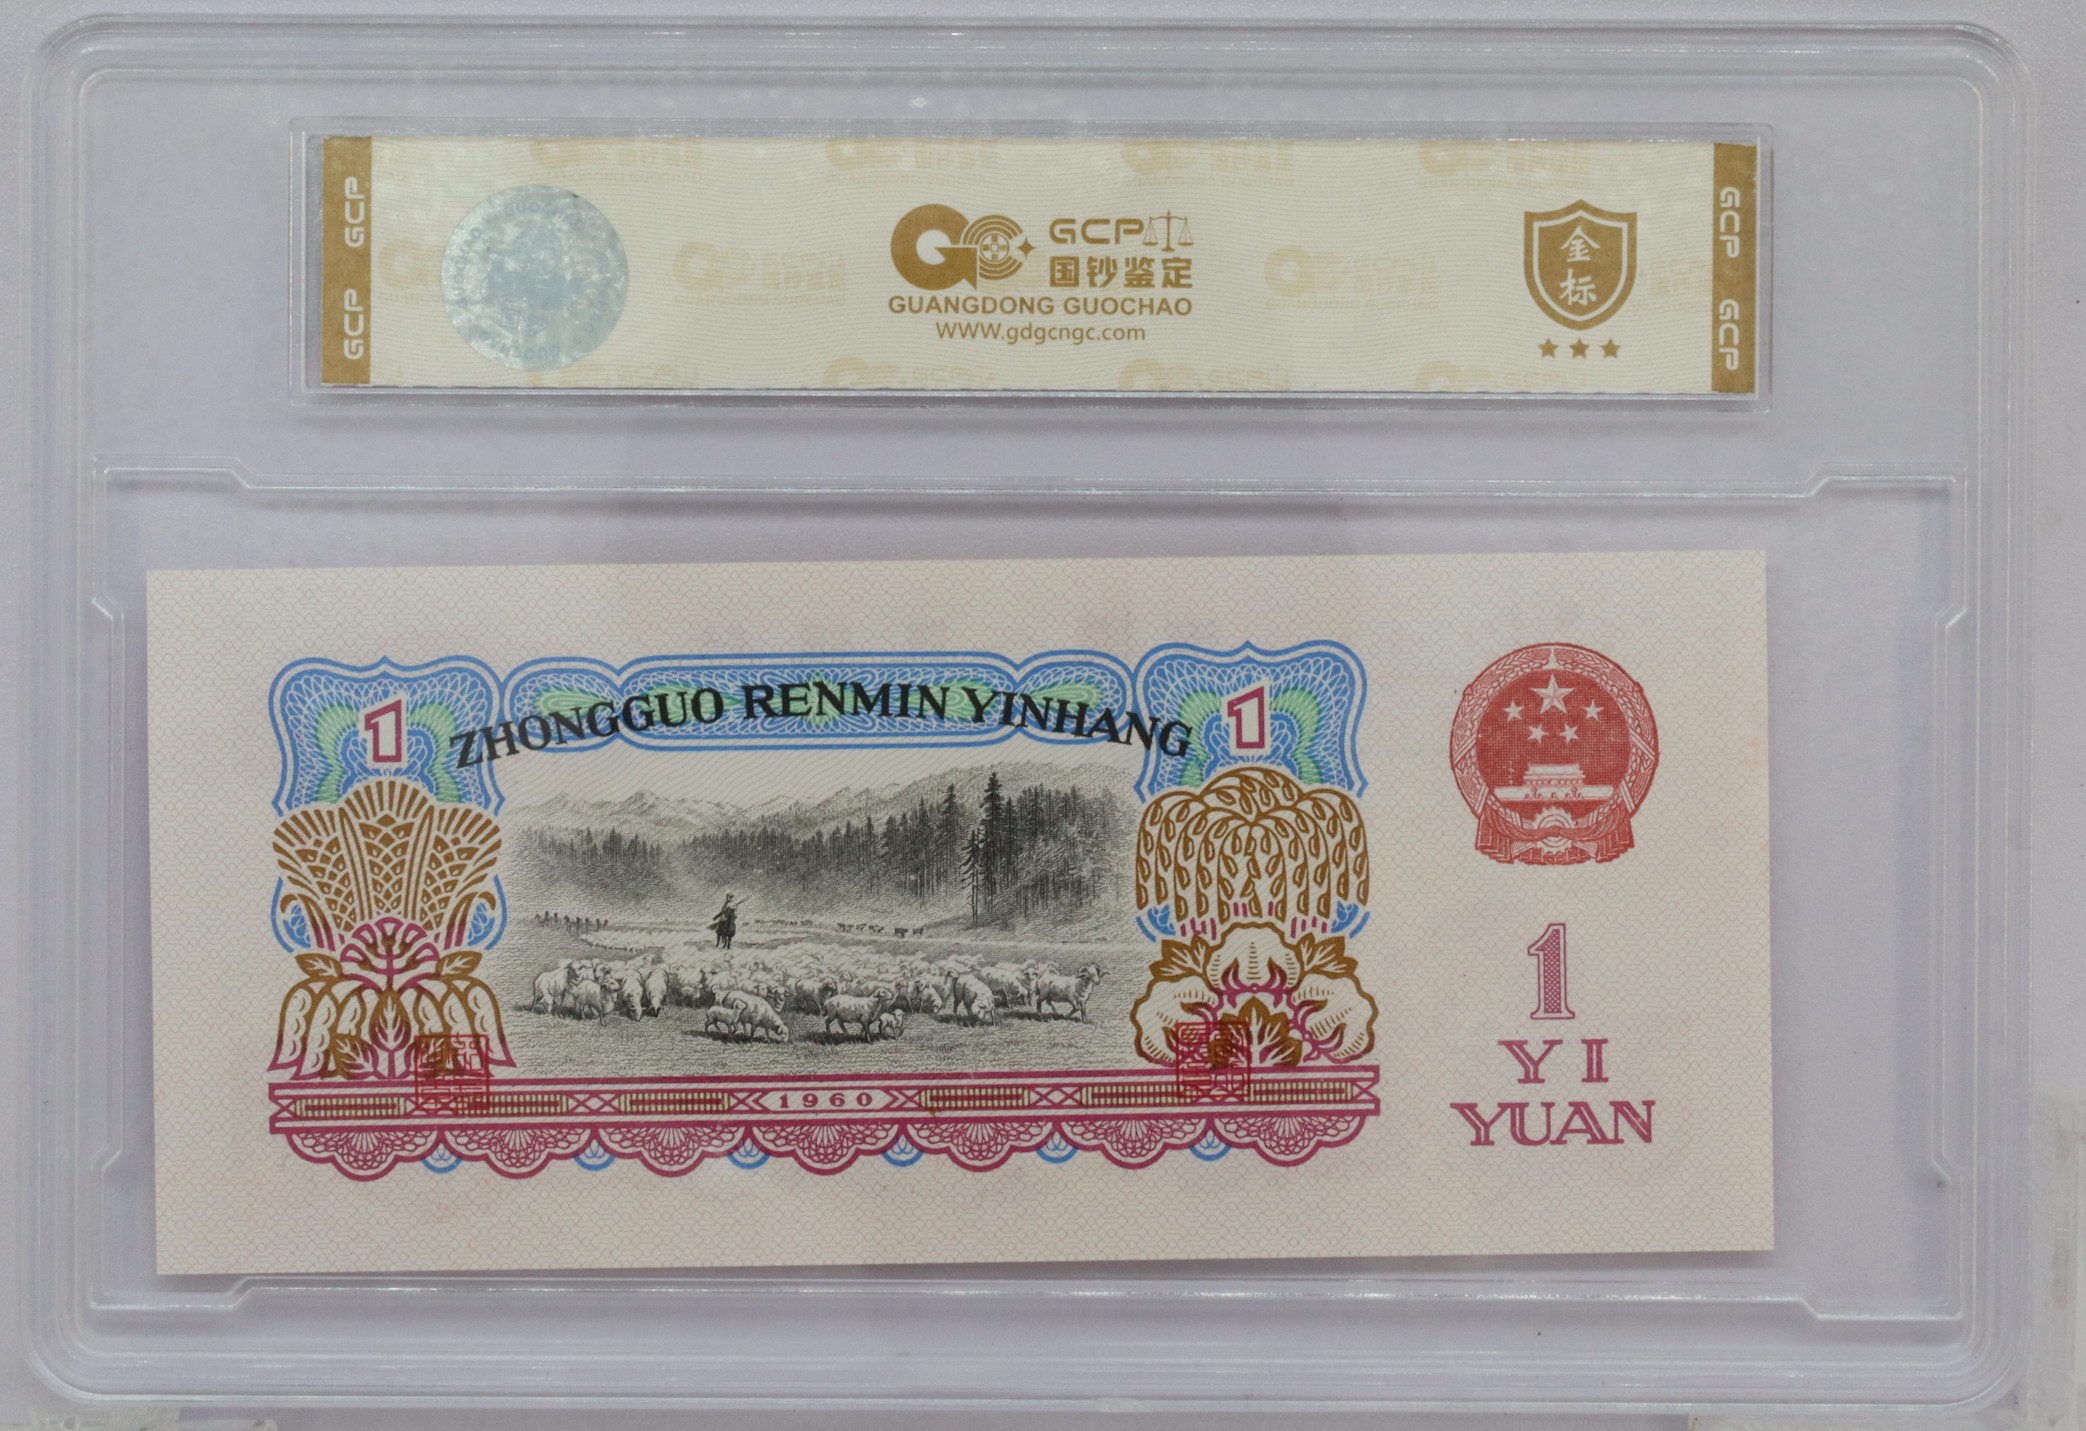 GCP GCP
GCP 国钞鉴定
GUANGDONG GUOCHAO
WWW.gdgcngc.com
金标
GCP GCP
ZHONGGUO RENMIN YINHANG
1
1
1960
1
YI
YUAN